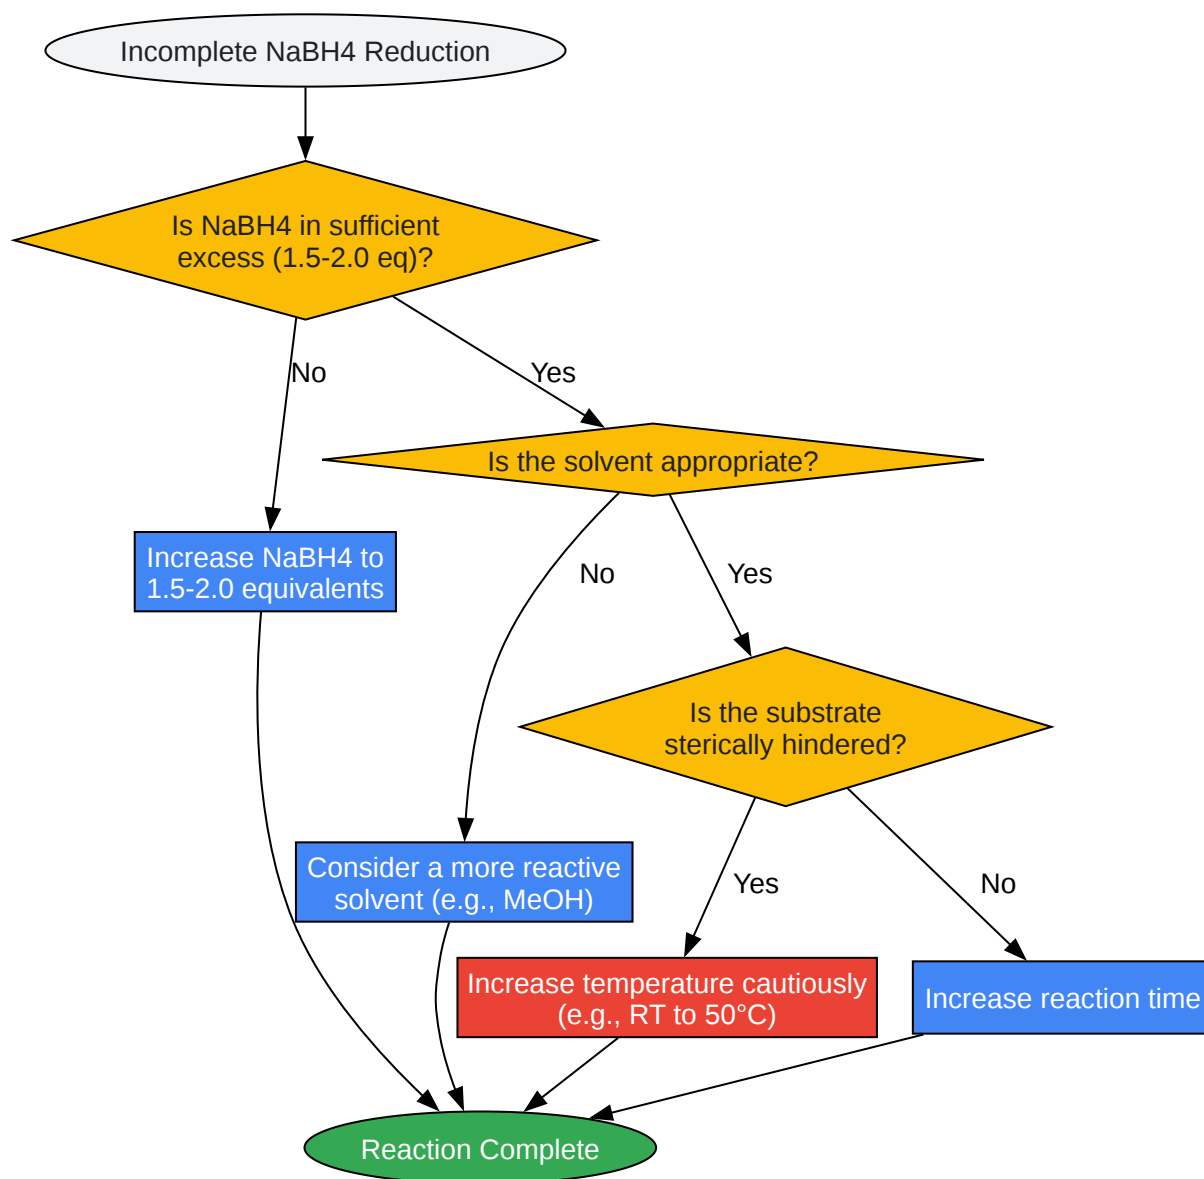 Incomplete NaBH4 Reduction
Is NaBH4 in sufficient
excess (1.5-2.0 eq)?
No
Yes
Is the solvent appropriate?
Increase NaBH4 to
1.5-2.0 equivalents
No
Yes
Is the substrate
sterically hindered?
Consider a more reactive
solvent (e.g., MeOH)
Yes
No
Increase temperature cautiously
(e.g., RT to 50°C)
Increase reaction time
Reaction Complete